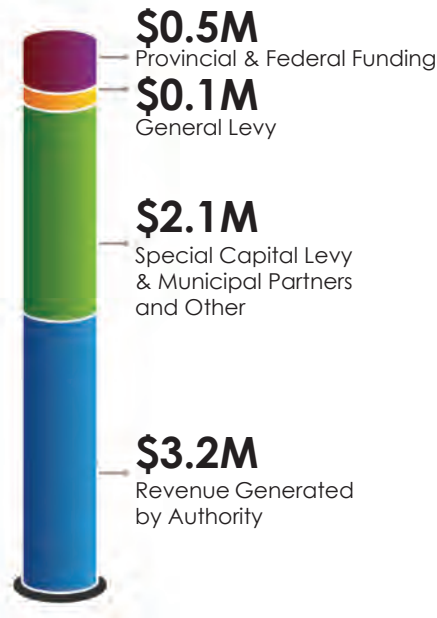 $0.5M
Provincial & Federal Funding
$0.1M
General Levy
$2.1M
Special Capital Levy
& Municipal Partners
and Other
$3.2M
Revenue Generated
by Authority